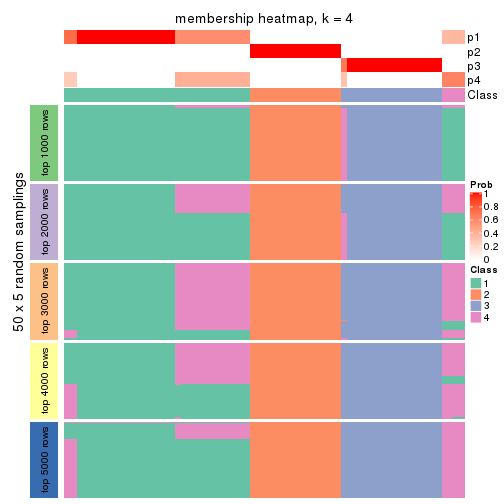 membership heatmap, k = 4
p1
p2
p3
p4
Class
50 x 5 random samplings
top 1000 rows
top 2000 rows
top 3000 rows
top 4000 rows
top 5000 rows
Prob
1
0.8
0.6
0.4
0.2
0
Class
1
2
3
4